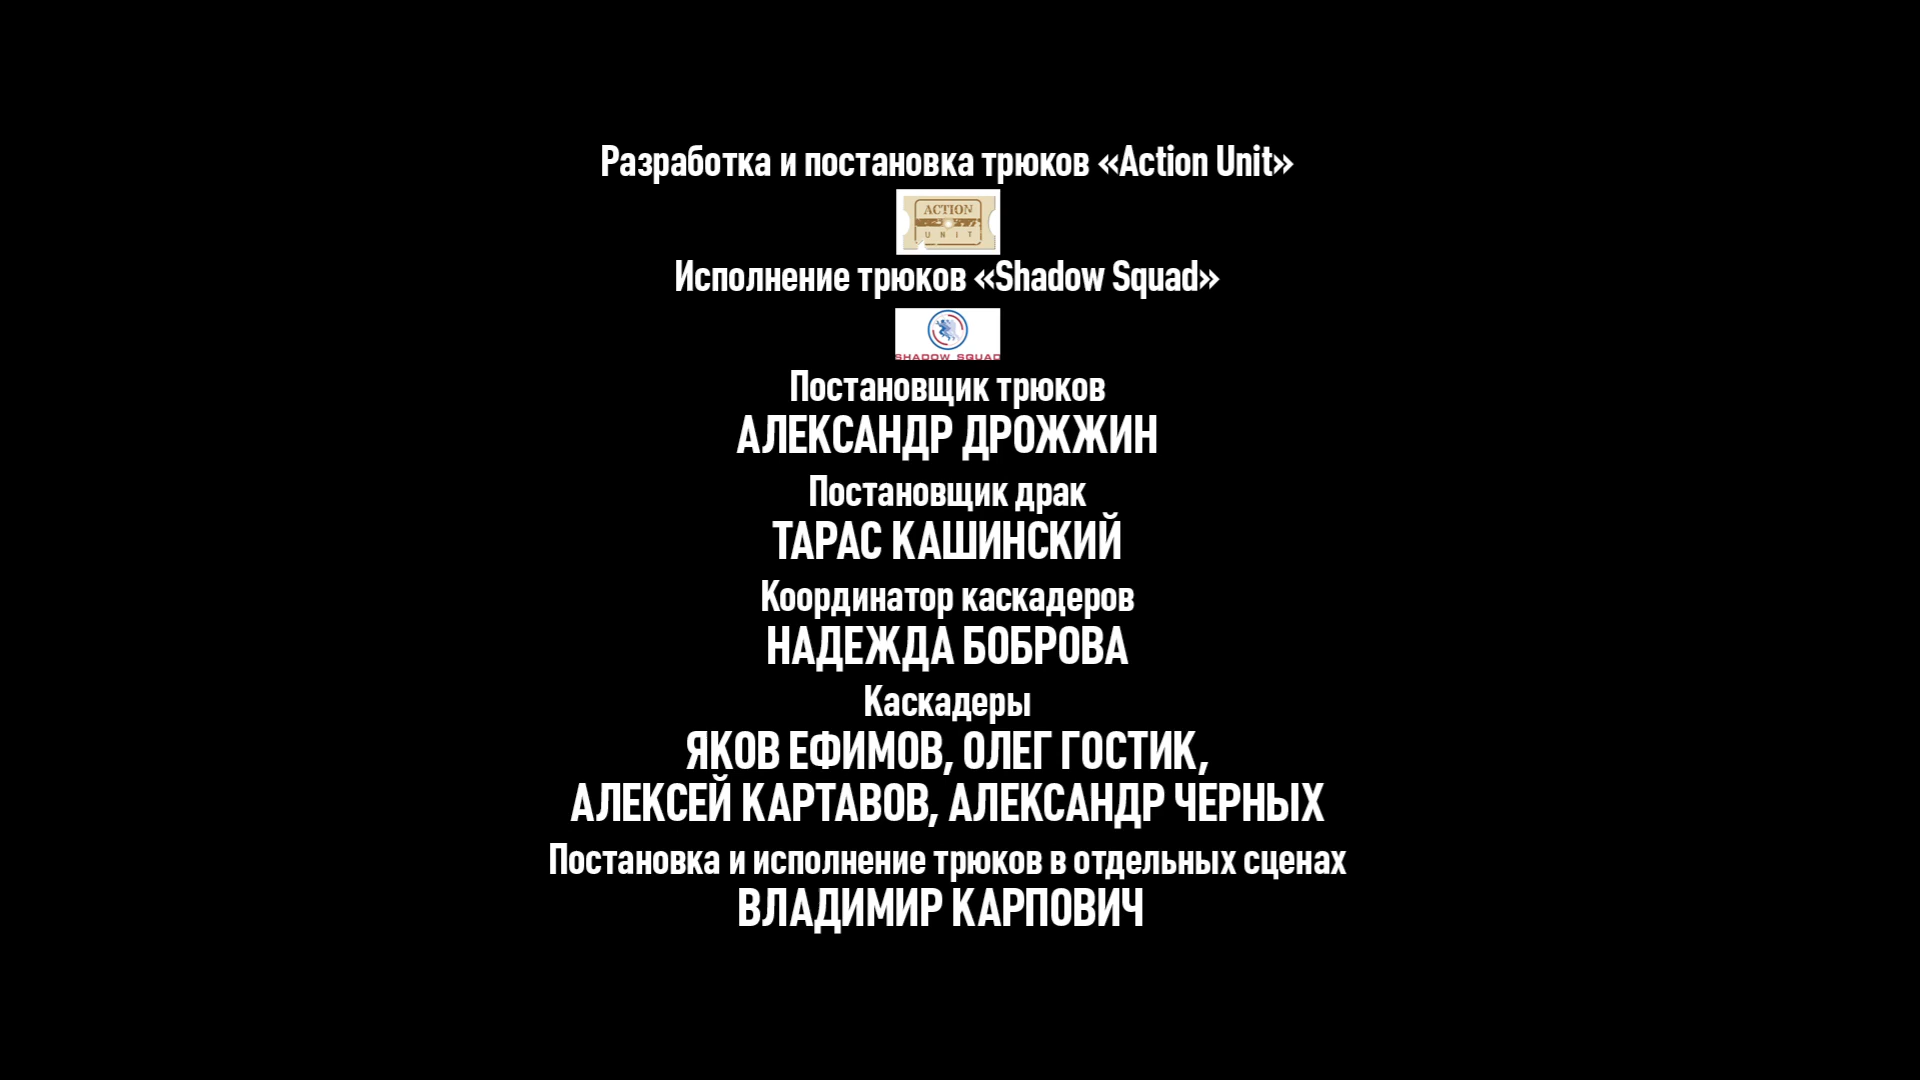 Разработка и постановка трюков «Action Unit»
ACTION
UNIT
Исполнение трюков «Shadow Squad»
SHADOW SQUAD
Постановщик трюков
АЛЕКСАНДР ДРОЖЖИН
Постановщик драк
ТАРАС КАШИНСКИЙ
Координатор каскадеров
НАДЕЖДА БОБРОВА
Каскадеры
ЯКОВ ЕФИМОВ, ОЛЕГ ГОСТИК,
АЛЕКСЕЙ КАРТАВОВ, АЛЕКСАНДР ЧЕРНЫХ
Постановка и исполнение трюков в отдельных сценах
ВЛАДИМИР КАРПОВИЧ